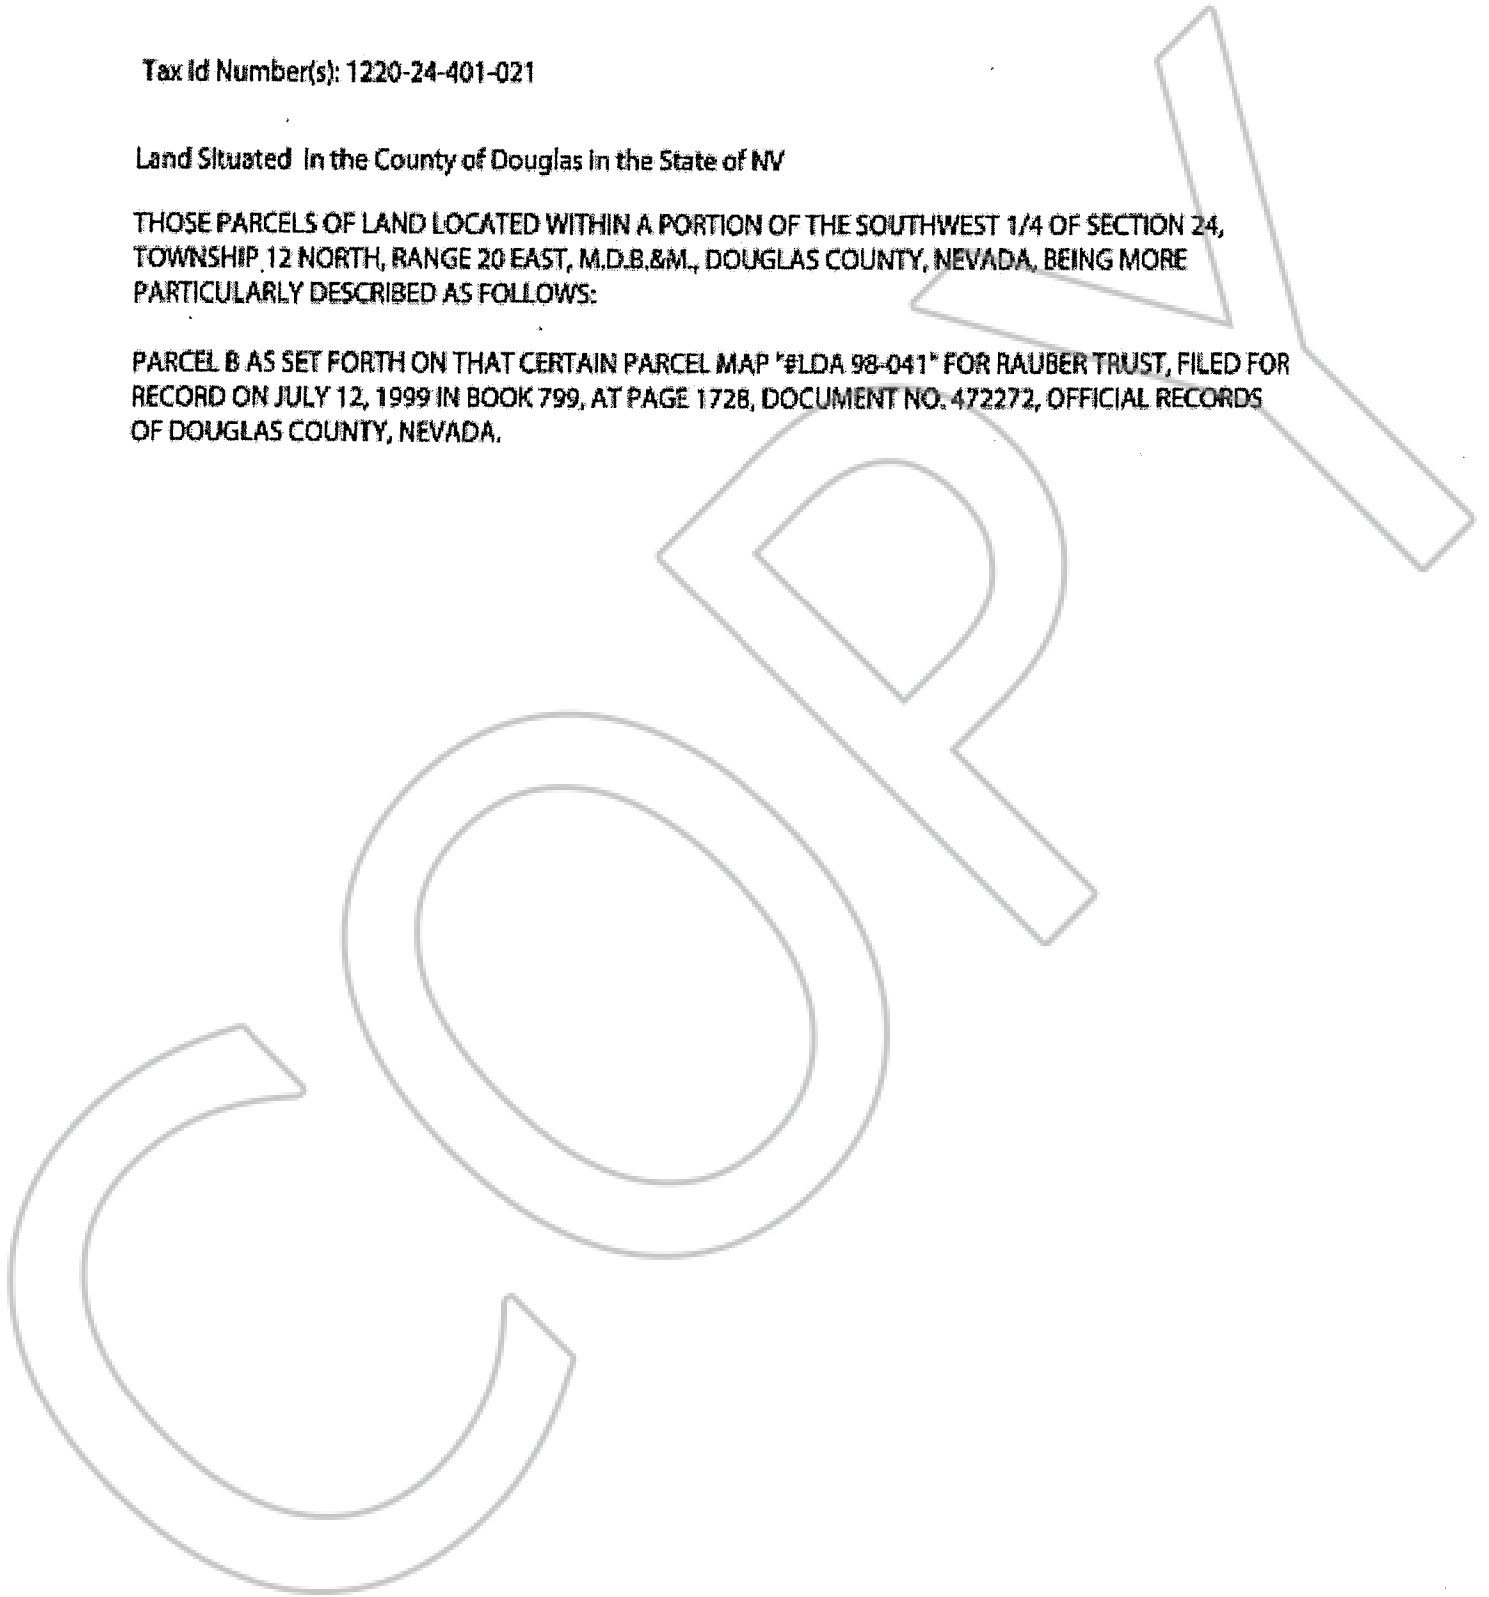 Tax Id Number(s): 1220-24-401-021
Land Situated in the County of Douglas in the State of NV
THOSE PARCELS OF LAND LOCATED WITHIN A PORTION OF THE SOUTHWEST 1/4 OF SECTION 24,
TOWNSHIP 12 NORTH, RANGE 20 EAST, M.D.B.&M., DOUGLAS COUNTY, NEVADA, BEING MORE
PARTICULARLY DESCRIBED AS FOLLOWS:
PARCEL B AS SET FORTH ON THAT CERTAIN PARCEL MAP "#LDA 98-041" FOR RAUBER TRUST, FILED FOR
RECORD ON JULY 12, 1999 IN BOOK 799, AT PAGE 1728, DOCUMENT NO. 472272, OFFICIAL RECORDS
OF DOUGLAS COUNTY, NEVADA.
COPY